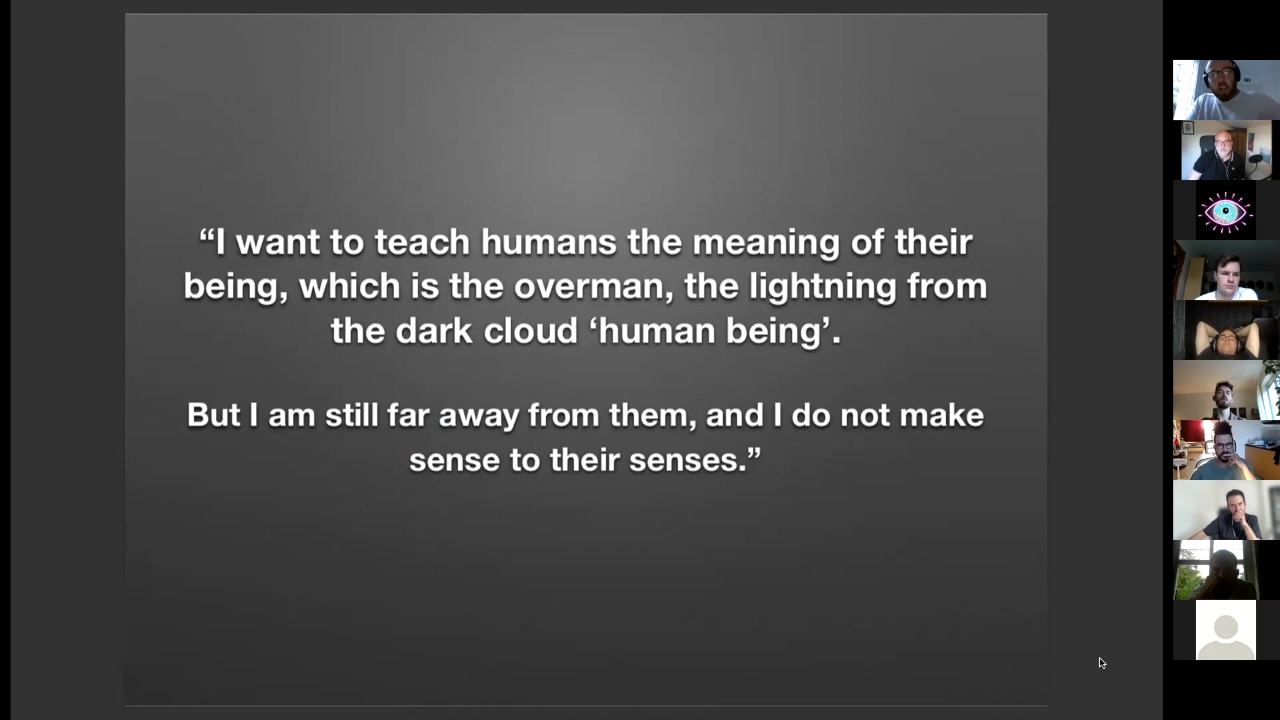 “I want to teach humans the meaning of their
being, which is the overman, the lightning from
the dark cloud ‘human being’.
But I am still far away from them, and I do not make
sense to their senses.”